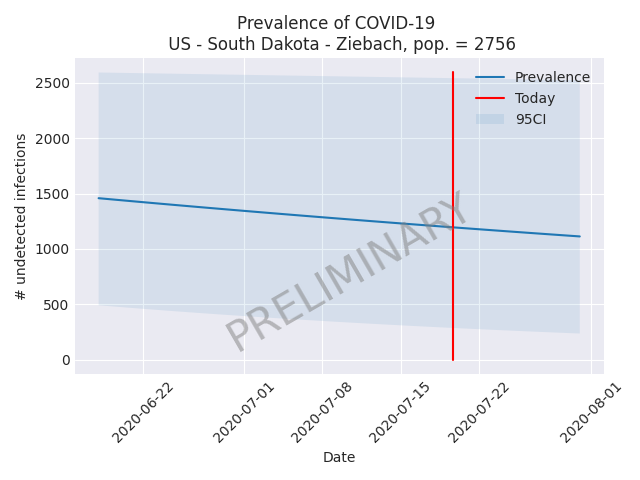 Prevalence of COVID-19
US - South Dakota - Ziebach, pop. = 2756
Prevalence
Today
95CI
PRELIMINARY
# undetected infections
2500
2000
1500
1000
500
0
2020-06-22
2020-07-01
2020-07-08
2020-07-15
2020-07-22
2020-08-01
Date